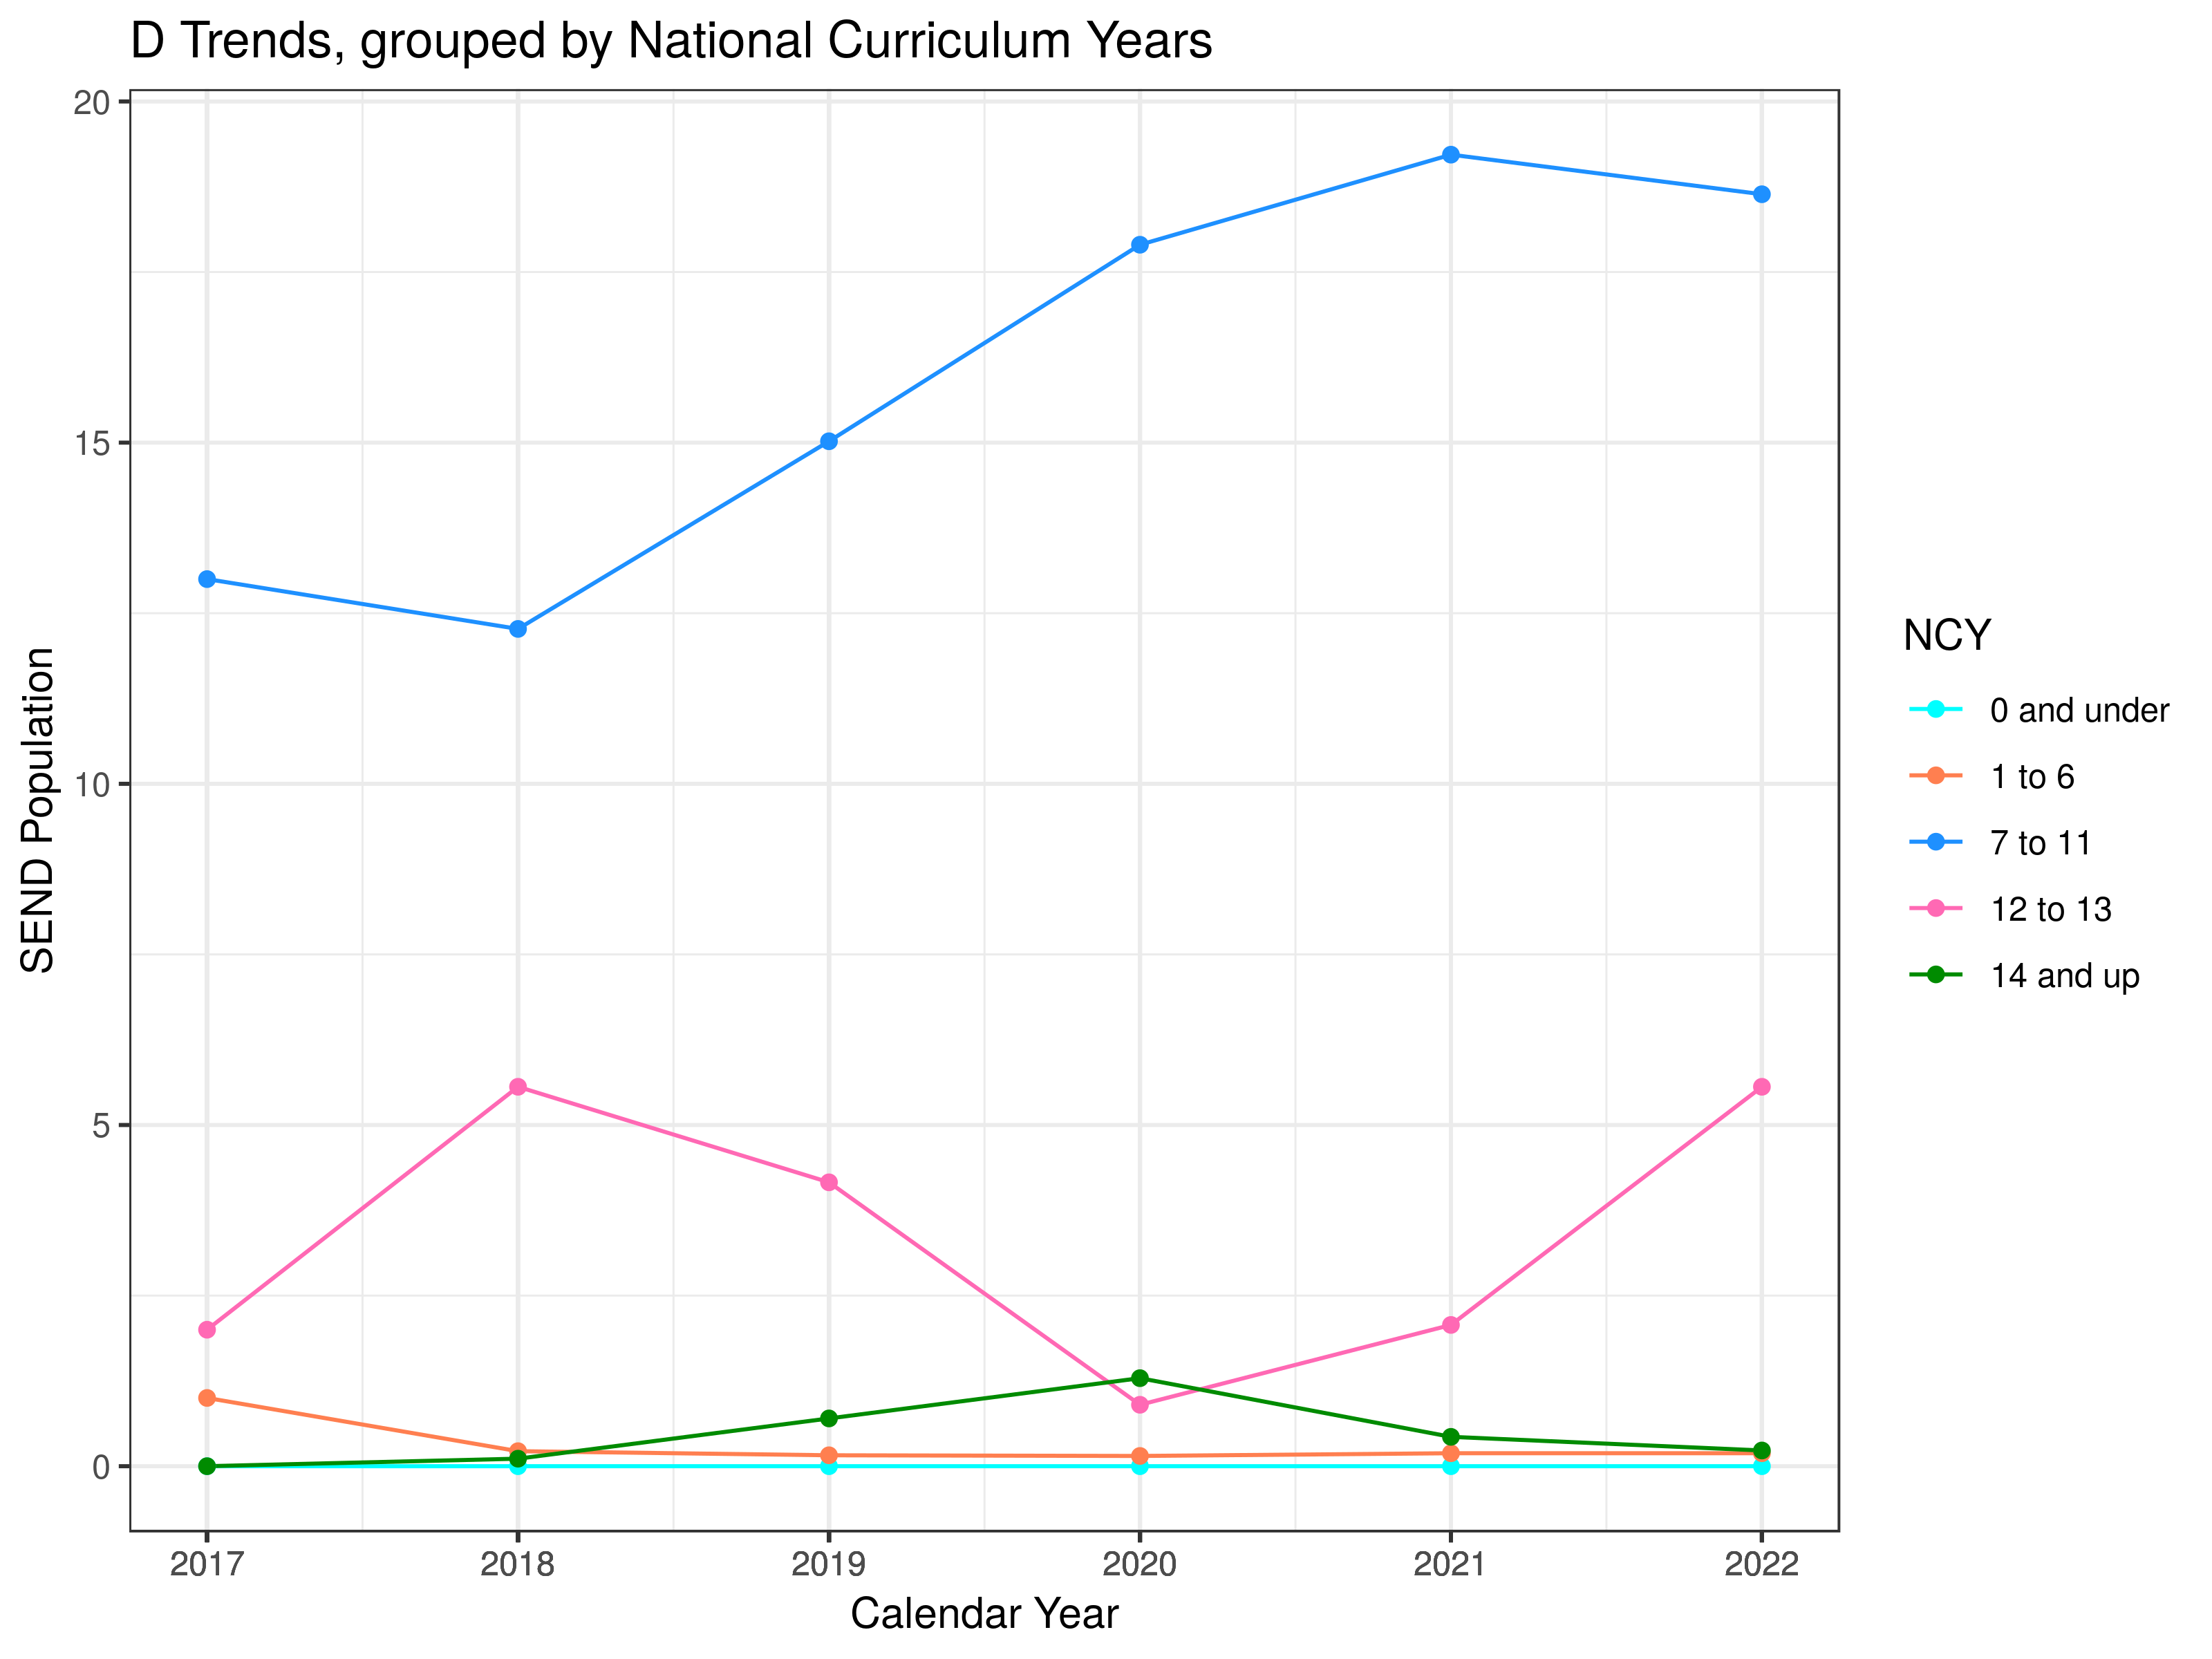 D Trends, grouped by National Curriculum Years
20
15
10
5
0
SEND Population
2017 2018 2019 2020 2021 2022
Calendar Year
NCY
0 and under
1 to 6
7 to 11
12 to 13
14 and up